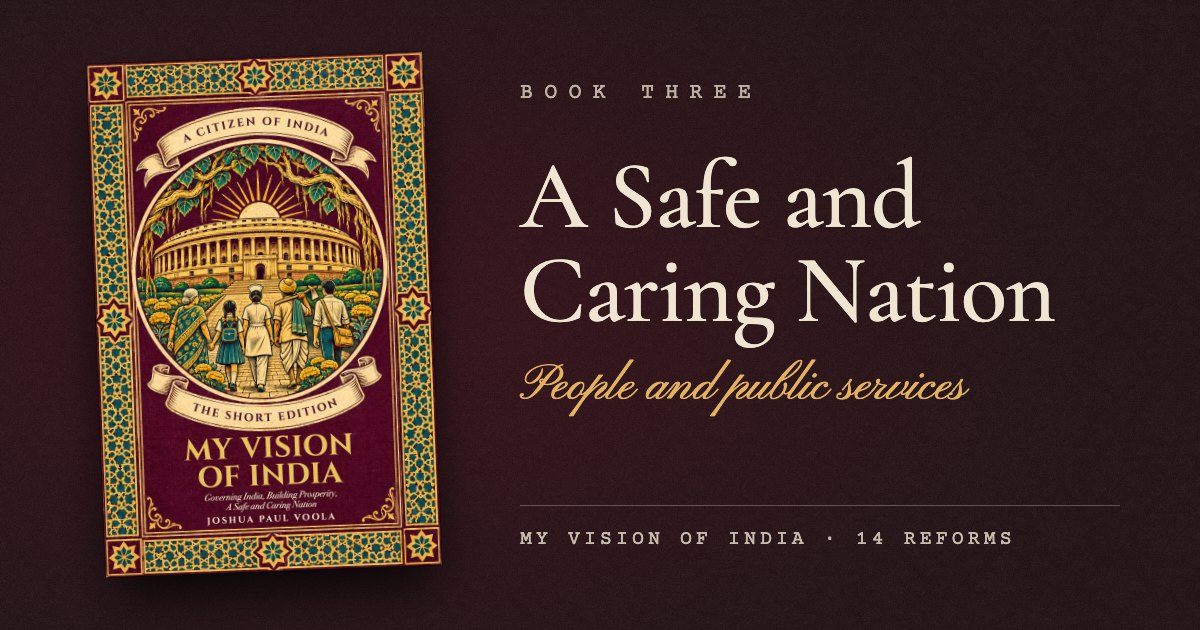 A CITIZEN OF INDIA
THE SHORT EDITION
MY VISION
OF INDIA
Governing India, Building Prosperity,
A Safe and Caring Nation
JOSHUA PAUL VOOLA
BOOK THREE
A Safe and
Caring Nation
People and public services
MY VISION OF INDIA · 14 REFORMS